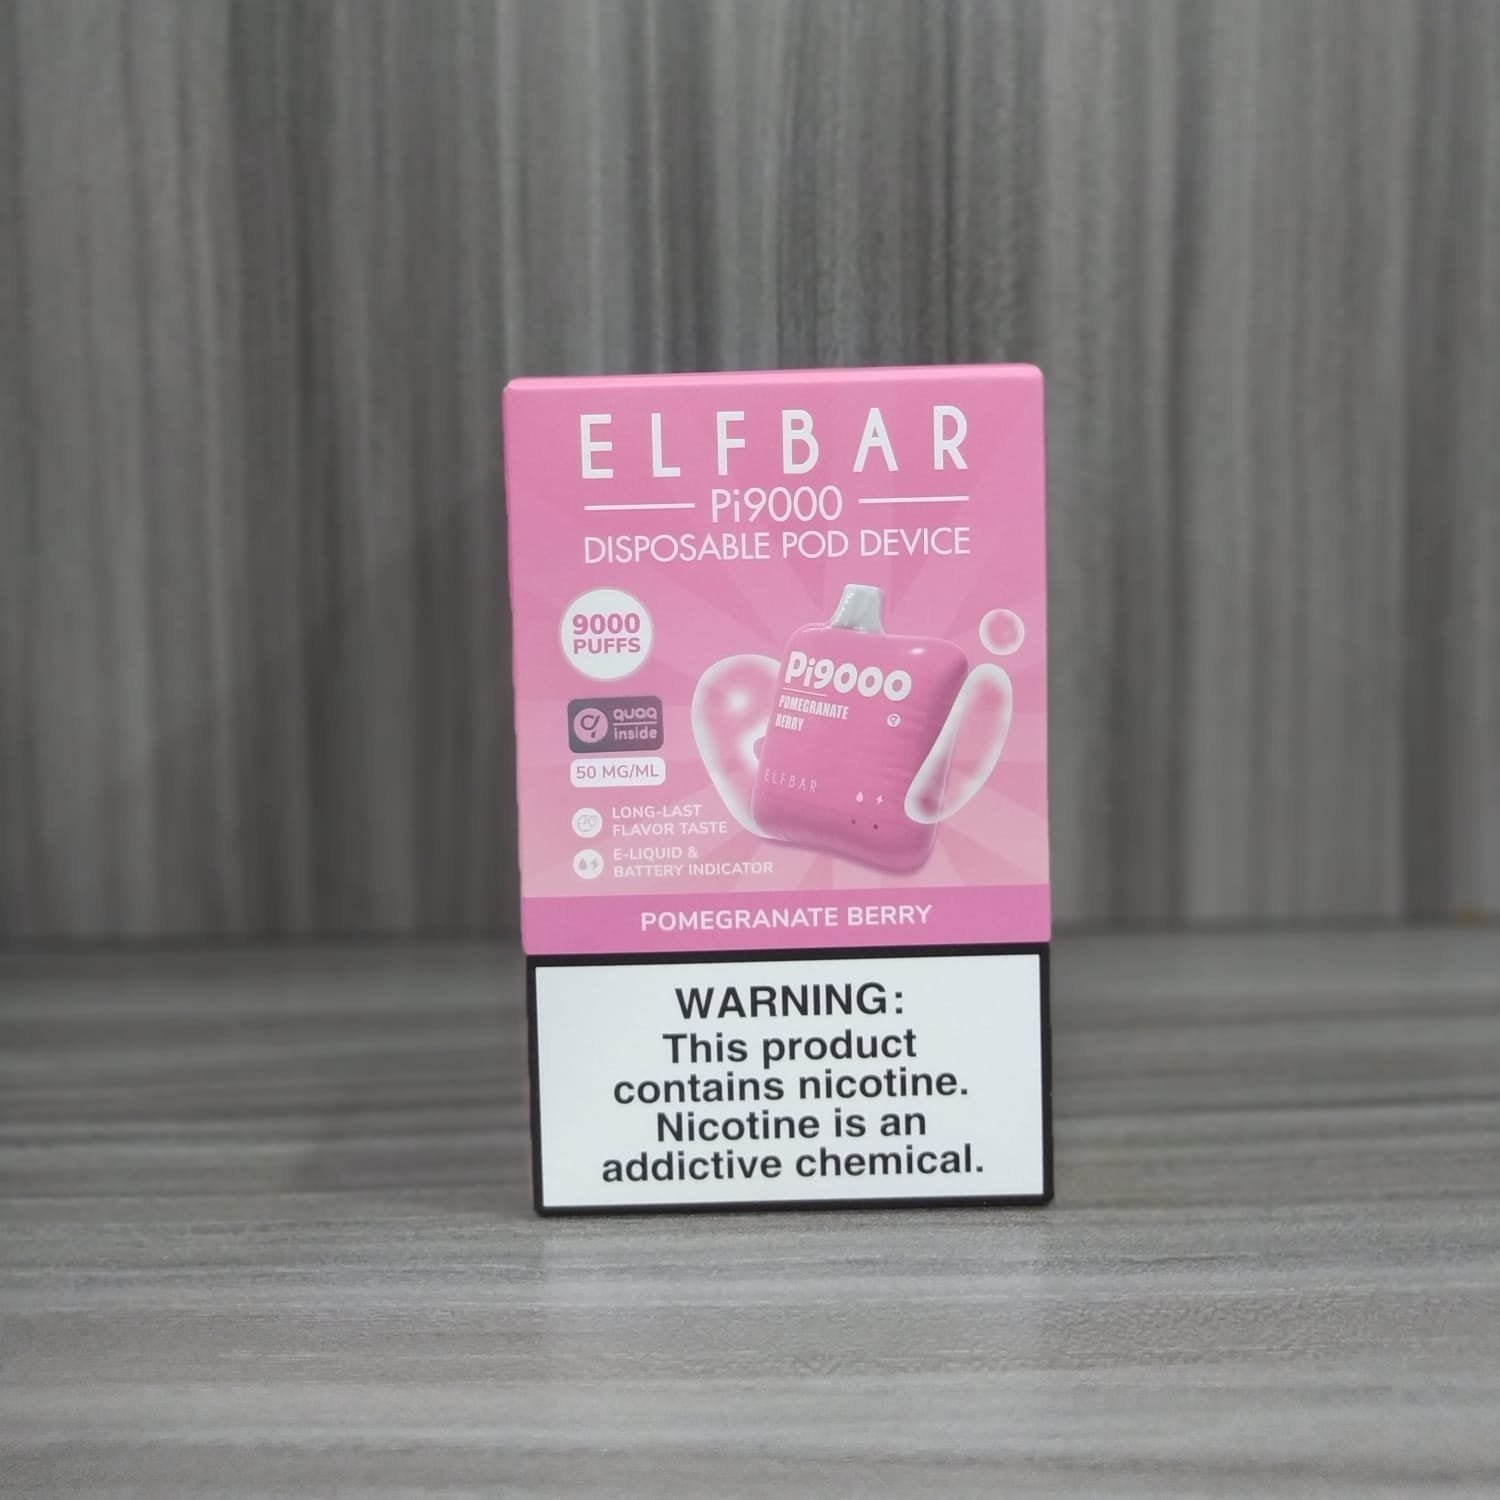 ELFBAR
Pi9000
DISPOSABLE POD DEVICE
9000
PUFFS
quaq
inside
50 MG/ML
LONG-LAST
FLAVOR TASTE
E-LIQUID &
BATTERY INDICATOR
Pi9000
POMEGRANATE
BERRY
ELFBAR
POMEGRANATE BERRY
WARNING:
This product
contains nicotine.
Nicotine is an
addictive chemical.